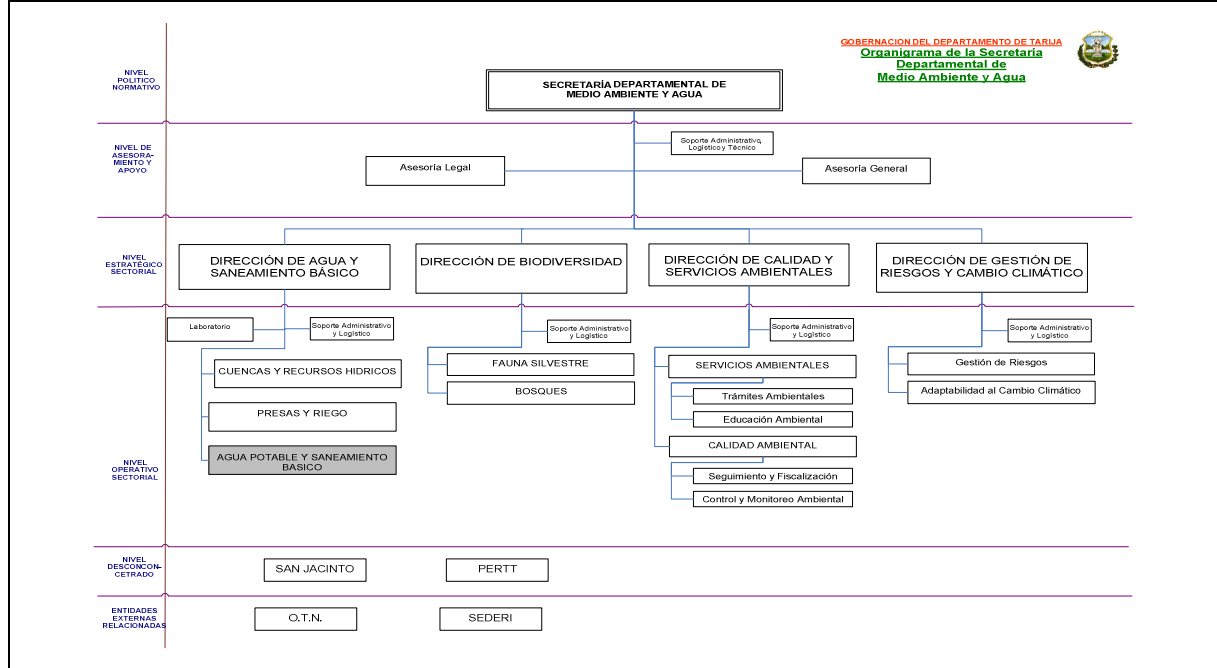 GOBERNACION DEL DEPARTAMENTO DE TARIJA
Organigrama de la Secretaría
Departamental de
Medio Ambiente y Agua
NIVEL
POLITICO
NORMATIVO
SECRETARÍA DEPARTAMENTAL DE
MEDIO AMBIENTE Y AGUA
NIVEL DE
ASESORA-
MIENTO Y
APOYO
Soporte Administrativo,
Logístico y Técnico
Asesoría Legal
Asesoría General
NIVEL
ESTRATÉGICO
SECTORIAL
DIRECCIÓN DE AGUA Y
SANEAMIENTO BÁSICO
DIRECCIÓN DE BIODIVERSIDAD
DIRECCIÓN DE CALIDAD Y
SERVICIOS AMBIENTALES
DIRECCIÓN DE GESTIÓN DE
RIESGOS Y CAMBIO CLIMÁTICO
NIVEL
OPERATIVO
SECTORIAL
Laboratorio
Soporte Administrativo
y Logístico
CUENCAS Y RECURSOS HIDRICOS
PRESAS Y RIEGO
AGUA POTABLE Y SANEAMIENTO
BASICO
Soporte Administrativo
y Logístico
FAUNA SILVESTRE
BOSQUES
Soporte Administrativo
y Logístico
SERVICIOS AMBIENTALES
Trámites Ambientales
Educación Ambiental
CALIDAD AMBIENTAL
Seguimiento y Fiscalización
Control y Monitoreo Ambiental
Soporte Administrativo
y Logístico
Gestión de Riesgos
Adaptabilidad al Cambio Climático
NIVEL
DESCONCON-
CETRADO
SAN JACINTO
PERTT
ENTIDADES
EXTERNAS
RELACIONADAS
O.T.N.
SEDERI